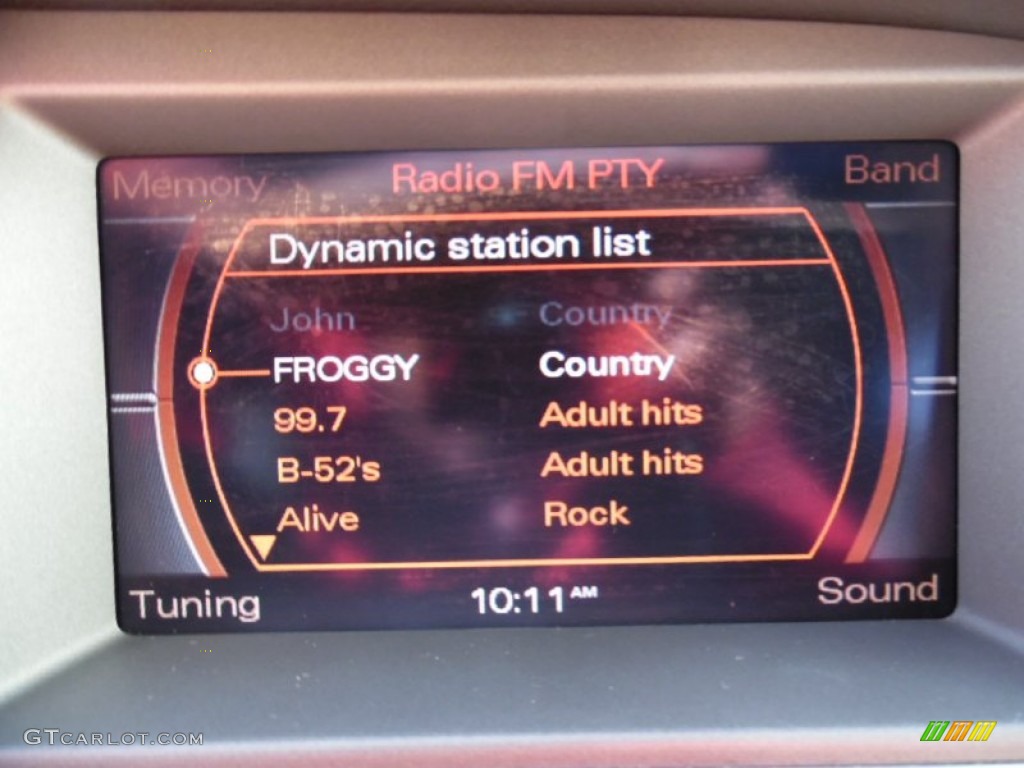 Memory Radio FM PTY Band
Dynamic station list
John Country
FROGGY Country
99.7 Adult hits
B-52's Adult hits
Alive Rock
Tuning 10:11 AM Sound
GTCARLOT.COM